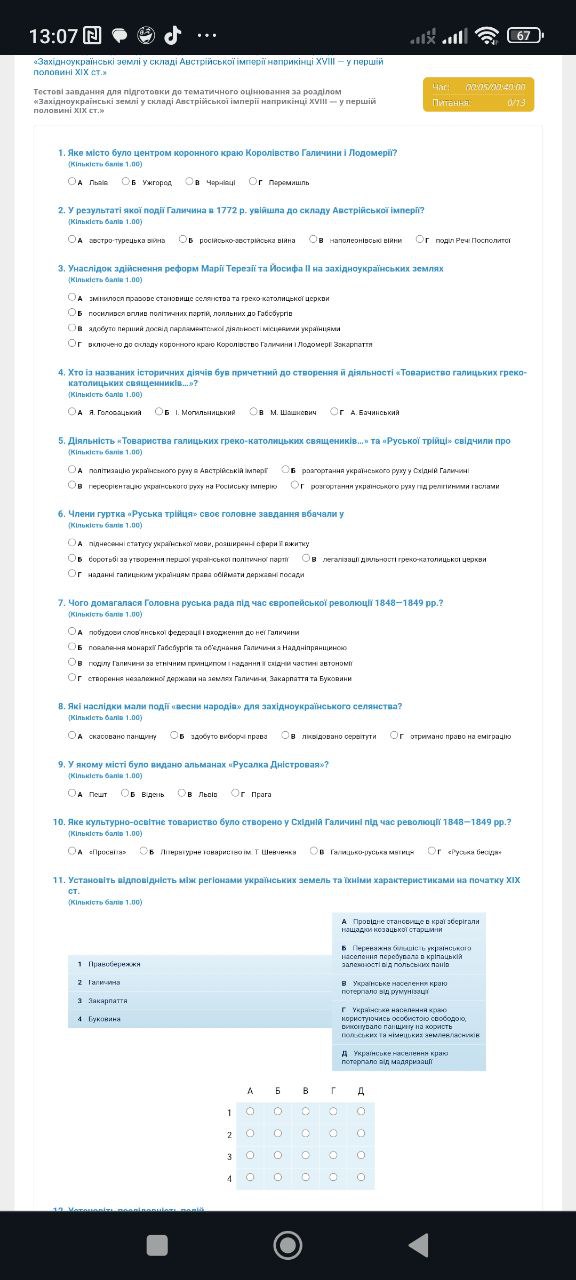 13:07
67
«Західноукраїнські землі у складі Австрійської імперії наприкінці XVIII — у першій
половині XIX ст.»
Тестові завдання для підготовки до тематичного оцінювання за розділом
«Західноукраїнські землі у складі Австрійської імперії наприкінці XVIII — у першій
половині XIX ст.»
Час: 00:05/00:40:00
Питання: 0/13
1. Яке місто було центром коронного краю Королівство Галичини і Лодомерії?
(Кількість балів 1.00)
А Львів Б Ужгород В Чернівці Г Перемишль
2. У результаті якої події Галичина в 1772 р. увійшла до складу Австрійської імперії?
(Кількість балів 1.00)
А австро-турецька війна Б російсько-австрійська війна В наполеонівські війни Г поділ Речі Посполитої
3. Унаслідок здійснення реформ Марії Терезії та Йосифа II на західноукраїнських землях
(Кількість балів 1.00)
А змінилося правове становище селянства та греко-католицької церкви
Б посилився вплив політичних партій, лояльних до Габсбургів
В здобуто перший досвід парламентської діяльності місцевими українцями
Г включено до складу коронного краю Королівство Галичини і Лодомерії Закарпаття
4. Хто із названих історичних діячів був причетний до створення й діяльності «Товариство галицьких греко-
католицьких священників...»?
(Кількість балів 1.00)
А Я. Головацький Б І. Могильницький В М. Шашкевич Г А. Бачинський
5. Діяльність «Товариства галицьких греко-католицьких священиків...» та «Руської трійці» свідчили про
(Кількість балів 1.00)
А політизацію українського руху в Австрійській імперії Б розгортання українського руху у Східній Галичині
В переорієнтацію українського руху на Російську імперію Г розгортання українського руху під релігійними гаслами
6. Члени гуртка «Руська трійця» своє головне завдання вбачали у
(Кількість балів 1.00)
А піднесенні статусу української мови, розширенні сфери її вжитку
Б боротьбі за утворення першої української політичної партії В легалізації діяльності греко-католицької церкви
Г наданні галицьким українцям права обіймати державні посади
7. Чого домагалася Головна руська рада під час європейської революції 1848—1849 рр.?
(Кількість балів 1.00)
А побудови слов'янської федерації і входження до неї Галичини
Б повалення монархії Габсбургів та об'єднання Галичини з Наддніпрянщиною
В поділу Галичини за етнічним принципом і надання її східній частині автономії
Г створення незалежної держави на землях Галичини, Закарпаття та Буковини
8. Які наслідки мали події «весни народів» для західноукраїнського селянства?
(Кількість балів 1.00)
А скасовано панщину Б здобуто виборчі права В ліквідовано сервітути Г отримано право на еміграцію
9. У якому місті було видано альманах «Русалка Дністровая»?
(Кількість балів 1.00)
А Пешт Б Відень В Львів Г Прага
10. Яке культурно-освітнє товариство було створено у Східній Галичині під час революції 1848—1849 рр.?
(Кількість балів 1.00)
А «Просвіта» Б Літературне товариство ім. Т. Шевченка В Галицько-руська матиця Г «Руська бесіда»
11. Установіть відповідність між регіонами українських земель та їхніми характеристиками на початку XIX
ст.
(Кількість балів 1.00)
1 Правобережжя
2 Галичина
3 Закарпаття
4 Буковина
А Провідне становище в краї зберігали
нащадки козацької старшини
Б Переважна більшість українського
населення перебувала в кріпацькій
залежності від польських панів
В Українське населення краю
потерпало від румунізації
Г Українське населення краю
користуючись особистою свободою,
виконувало панщину на користь
польських та німецьких землевласників
Д Українське населення краю
потерпало від мадяризації
А Б В Г Д
1
2
3
4
12. Установіть послідовність подій